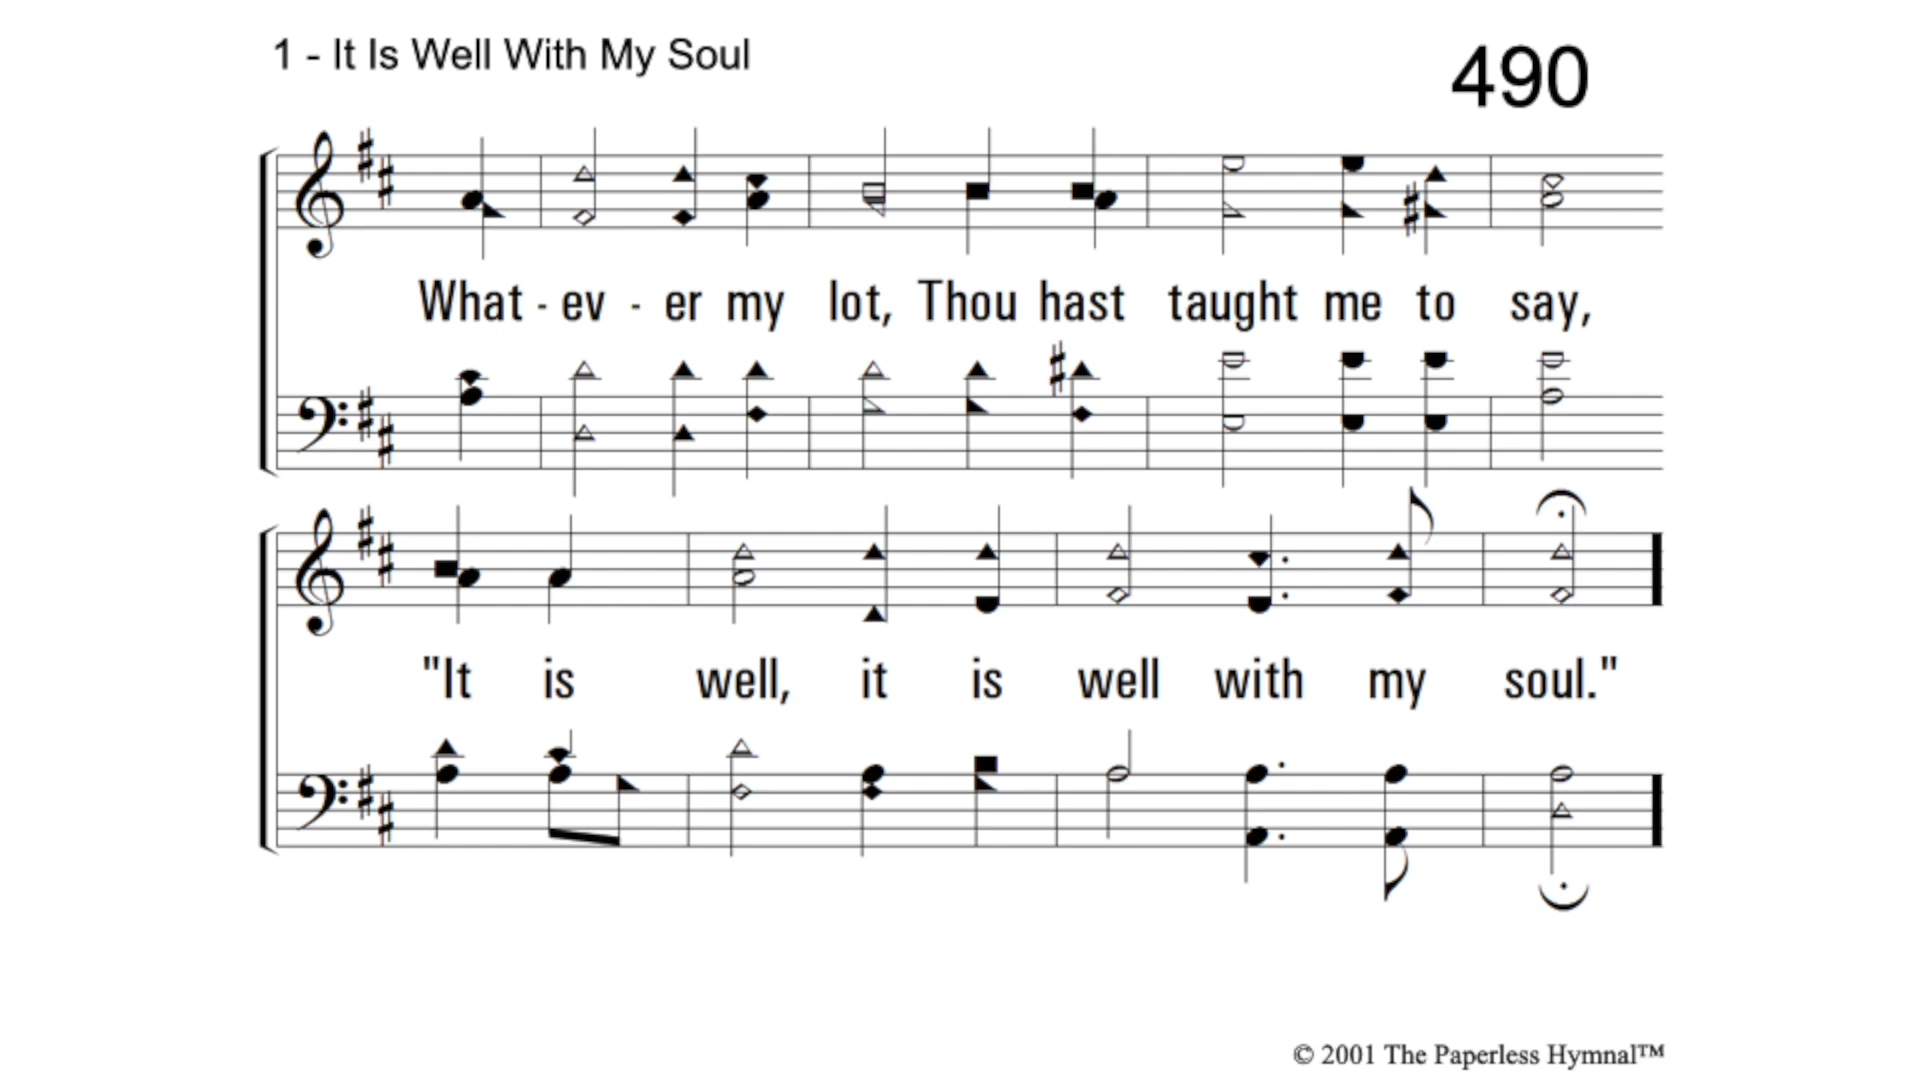 1 - It Is Well With My Soul
490
What - ev - er my lot, Thou hast taught me to say,
"It is well, it is well with my soul."
© 2001 The Paperless Hymnal™